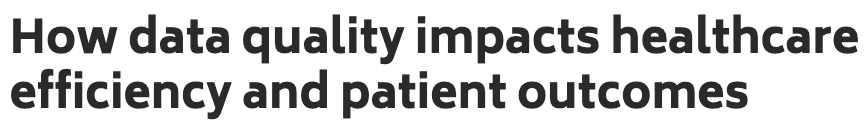 How data quality impacts healthcare
efficiency and patient outcomes